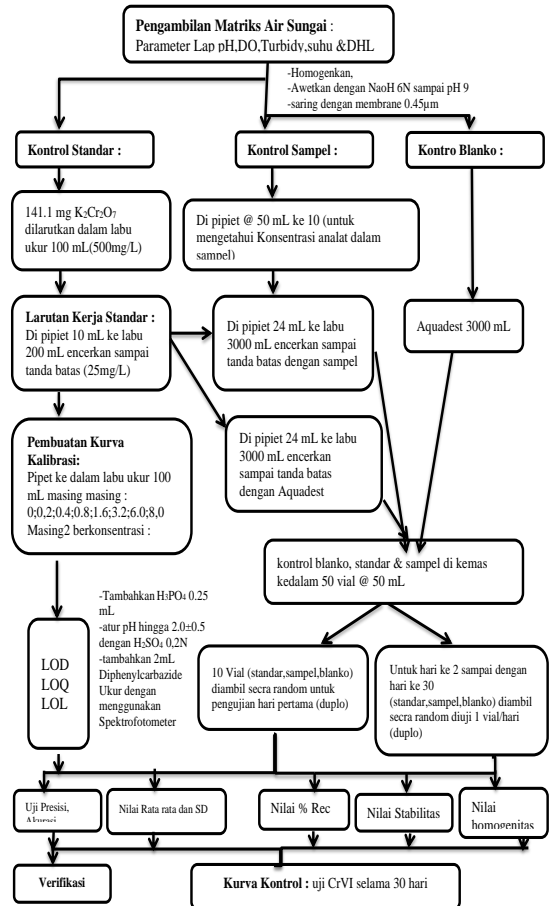 Pengambilan Matriks Air Sungai :
Parameter Lap pH,DO,Turbidy,suhu &DHL
-Homogenkan,
-Awetkan dengan NaoH 6N sampai pH 9
-saring dengan membrane 0.45µm
Kontrol Standar :
Kontrol Sampel :
Kontro Blanko :
141.1 mg K₂Cr₂O₇
dilarutkan dalam labu
ukur 100 mL(500mg/L)
Di pipiet @ 50 mL ke 10 (untuk
mengetahui Konsentrasi analat dalam
sampel)
Larutan Kerja Standar :
Di pipiet 10 mL ke labu
200 mL encerkan sampai
tanda batas (25mg/L)
Di pipiet 24 mL ke labu
3000 mL encerkan sampai
tanda batas dengan sampel
Aquadest 3000 mL
Pembuatan Kurva
Kalibrasi:
Pipet ke dalam labu ukur 100
mL masing masing :
0;0,2;0.4;0.8;1.6;3.2;6.0;8,0
Masing2 berkonsentrasi :
Di pipiet 24 mL ke labu
3000 mL encerkan
sampai tanda batas
dengan Aquadest
kontrol blanko, standar & sampel di kemas
kedalam 50 vial @ 50 mL
LOD
LOQ
LOL
-Tambahkan H₃PO₄ 0.25
mL
-atur pH hingga 2.0±0.5
dengan H₂SO₄ 0,2N
-tambahkan 2mL
Diphenylcarbazide
Ukur dengan
menggunakan
Spektrofotometer
10 Vial (standar,sampel,blanko)
diambil secra random untuk
pengujian hari pertama (duplo)
Untuk hari ke 2 sampai dengan
hari ke 30
(standar,sampel,blanko) diambil
secra random diuji 1 vial/hari
(duplo)
Uji Presisi,
Akurasi
Nilai Rata rata dan SD
Nilai % Rec
Nilai Stabilitas
Nilai
homogenitas
Verifikasi
Kurva Kontrol : uji CrVI selama 30 hari